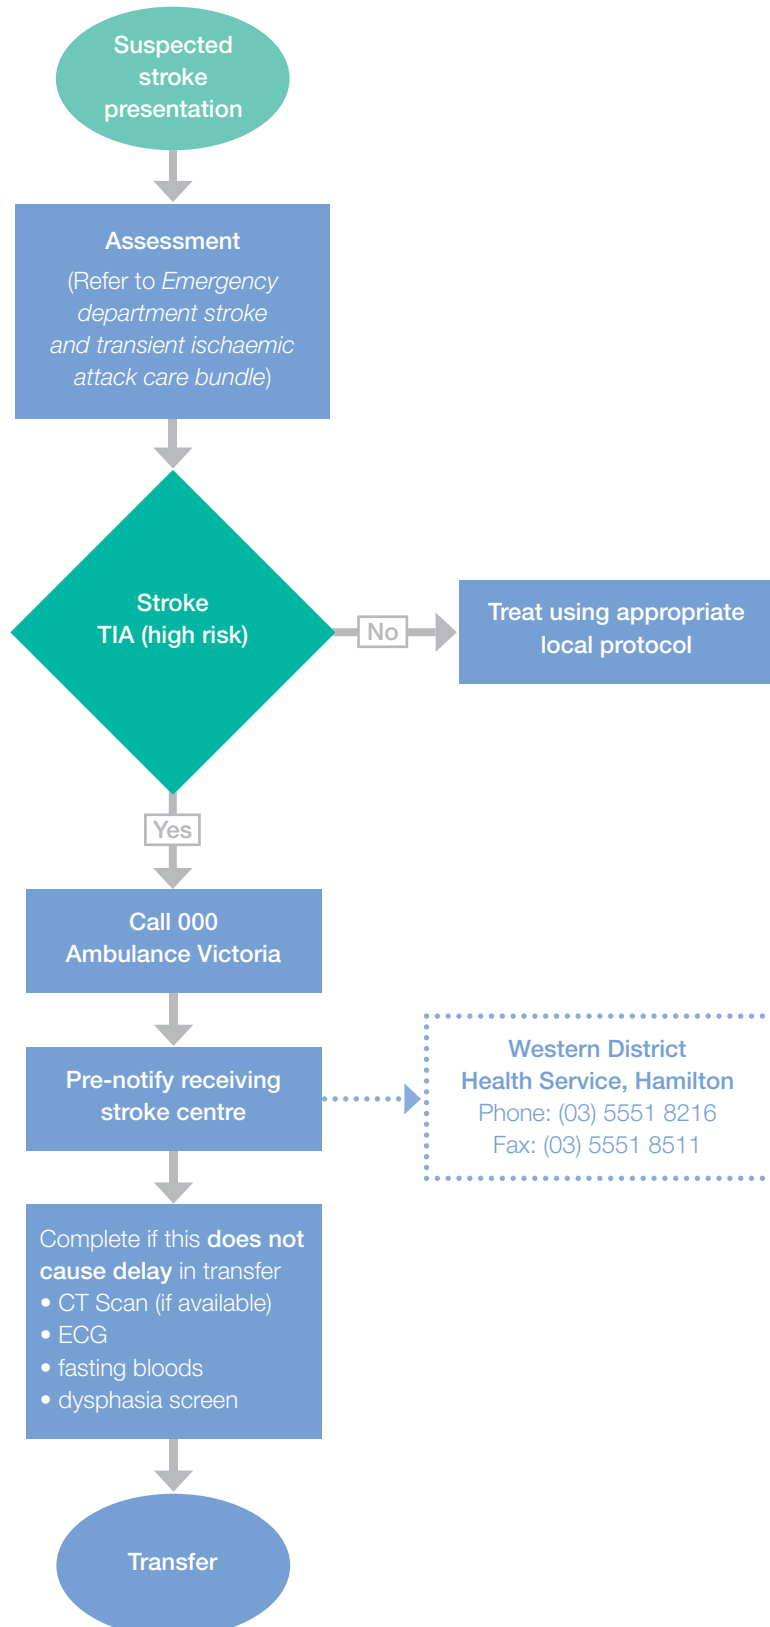 Suspected
stroke
presentation
Assessment
(Refer to Emergency
department stroke
and transient ischaemic
attack care bundle)
Stroke
TIA (high risk)
No
Treat using appropriate
local protocol
Yes
Call 000
Ambulance Victoria
Pre-notify receiving
stroke centre
Western District
Health Service, Hamilton
Phone: (03) 5551 8216
Fax: (03) 5551 8511
Complete if this does not
cause delay in transfer
• CT Scan (if available)
• ECG
• fasting bloods
• dysphasia screen
Transfer